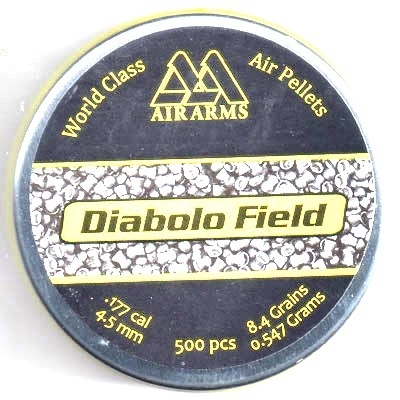 World Class
Air Pellets
AIR ARMS
Diabolo Field
.177 cal
4.5 mm
500 pcs
8.4 Grains
0.547 Grams